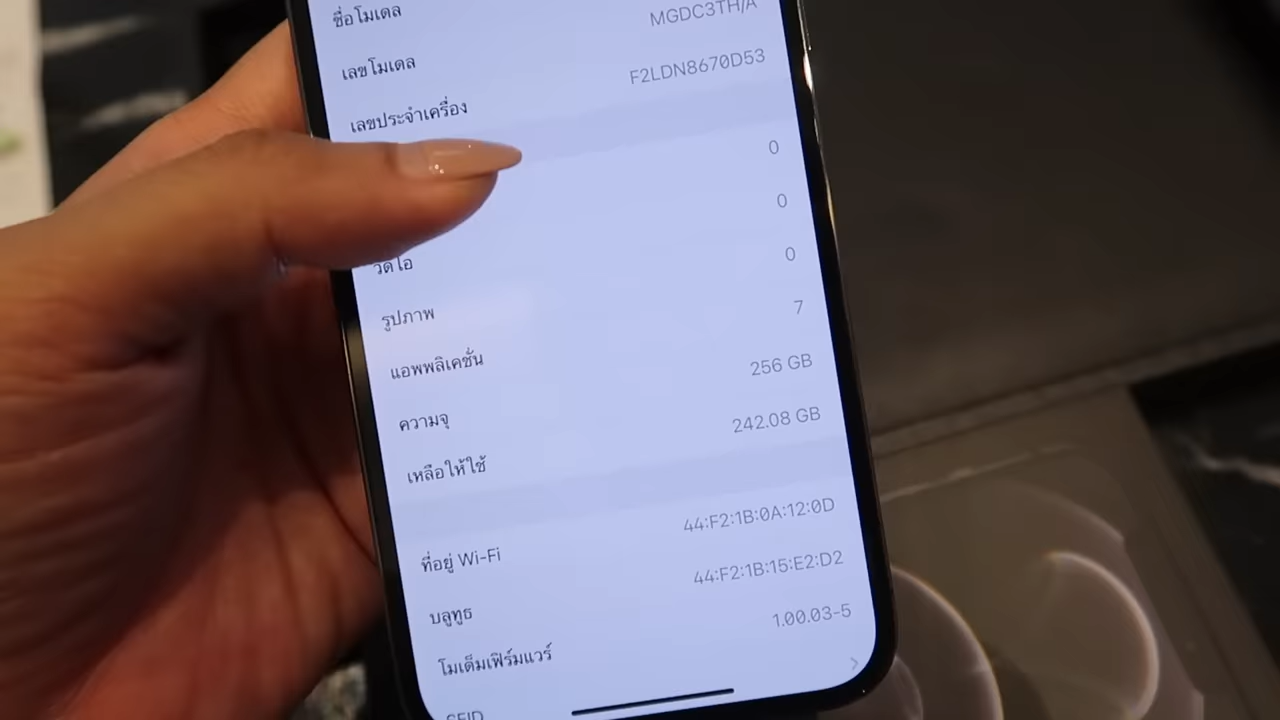 ชื่อโมเดล
เลขโมเดล MGDC3TH/A
เลขประจำเครื่อง F2LDN8670D53
0
0
วิดีโอ
รูปภาพ 0
แอพพลิเคชั่น 7
ความจุ 256 GB
เหลือให้ใช้ 242.08 GB
ที่อยู่ Wi-Fi 44:F2:1B:0A:12:0D
บลูทูธ 44:F2:1B:15:E2:D2
โมเด็มเฟิร์มแวร์ 1.00.03-5
SEID